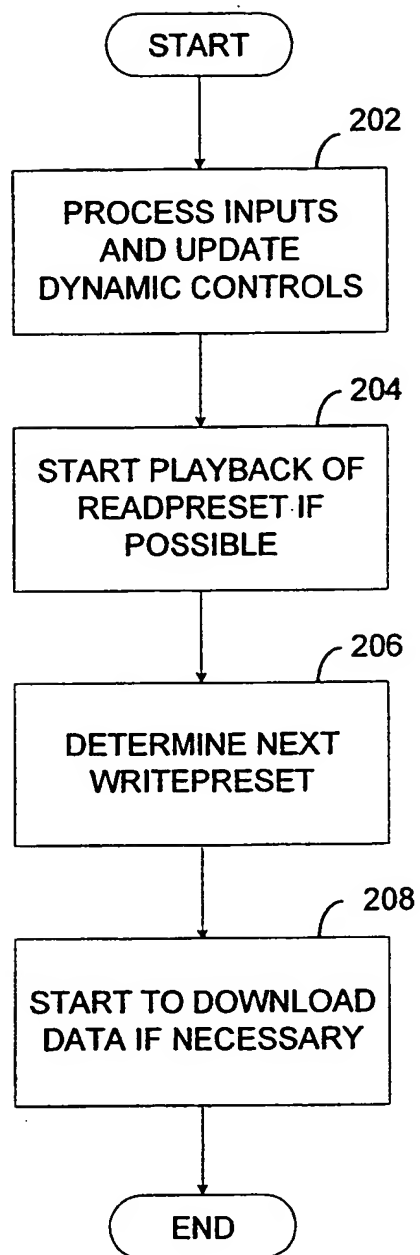 START
202
PROCESS INPUTS
AND UPDATE
DYNAMIC CONTROLS
204
START PLAYBACK OF
READPRESET IF
POSSIBLE
206
DETERMINE NEXT
WRITEPRESET
208
START TO DOWNLOAD
DATA IF NECESSARY
END